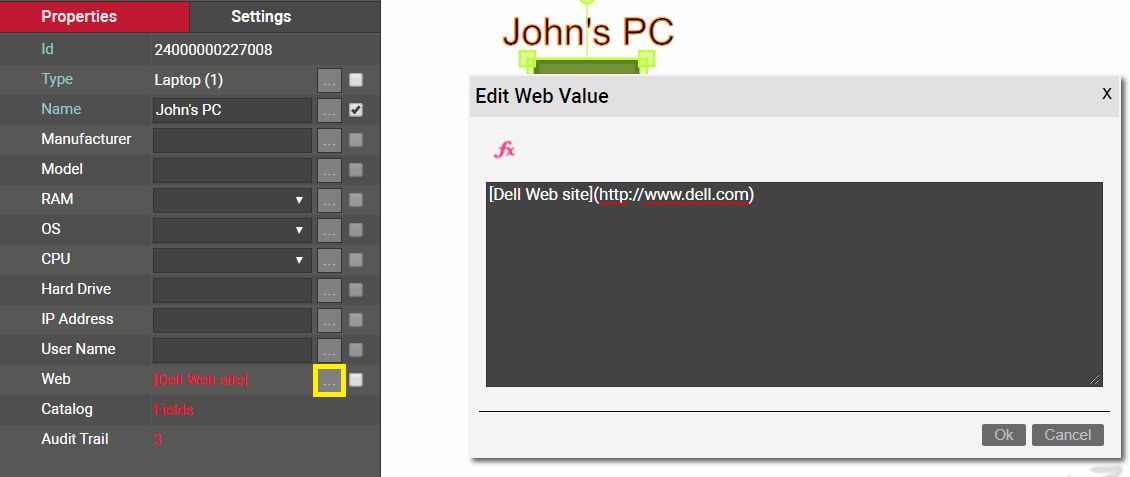 Properties Settings
Id 24000000227008
Type Laptop (1) ...
Name John's PC ...
Manufacturer ...
Model ...
RAM ...
OS ...
CPU ...
Hard Drive ...
IP Address ...
User Name ...
Web [Dell Web site] ...
Catalog Fields
Audit Trail 3
John's PC
Edit Web Value X
fx
[Dell Web site](http://www.dell.com)
Ok Cancel